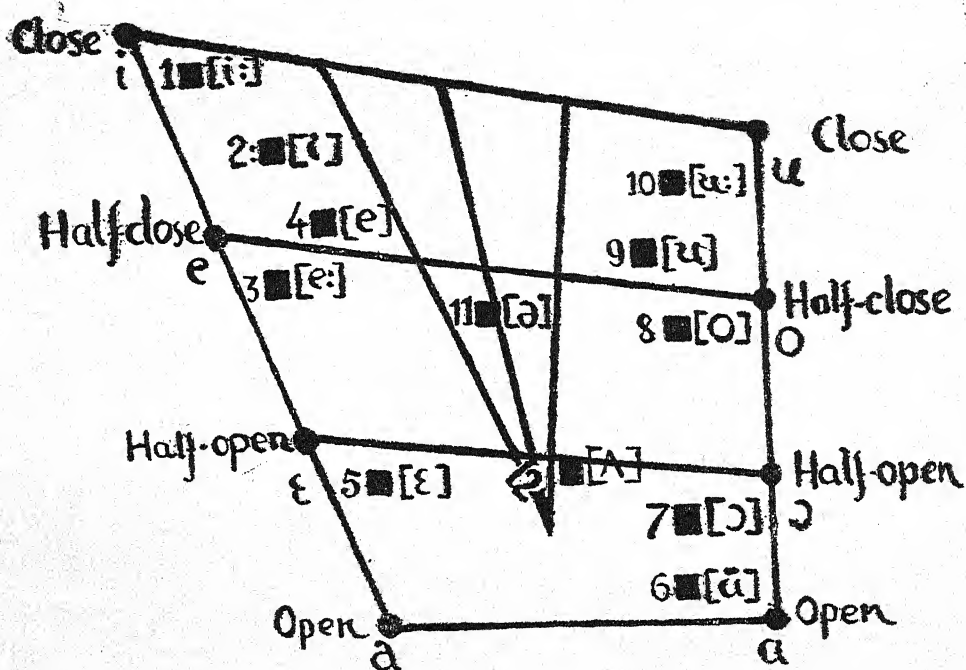 Close
i 1■[i:]
Close
2:■[i]
10■[u:] u
Half-close
4■[e]
9■[u]
e
3■[e:]
11■[ə]
8■[O]
Half-close
O
Half-open
ɛ 5■[ɛ]
■[ʌ]
Half-open
7■[ɔ] ɔ
6■[ä]
Open
a
Open
a